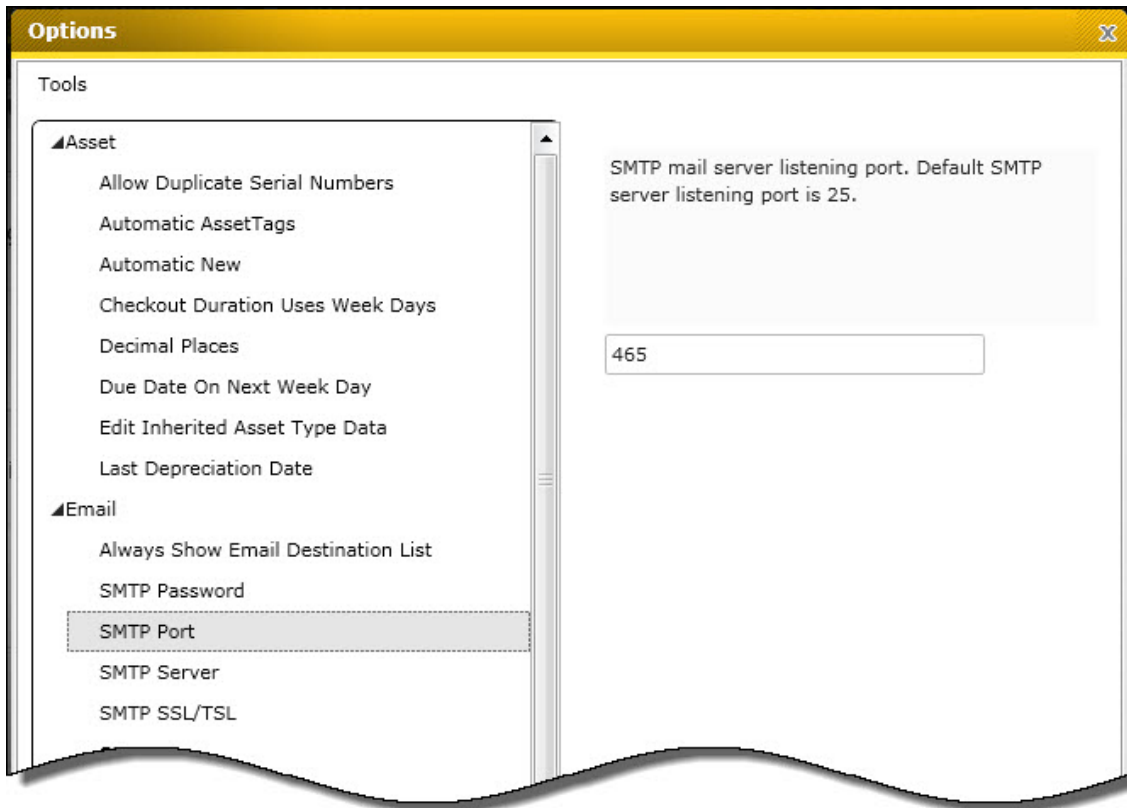 Options
Tools
Asset
Allow Duplicate Serial Numbers
Automatic AssetTags
Automatic New
Checkout Duration Uses Week Days
Decimal Places
Due Date On Next Week Day
Edit Inherited Asset Type Data
Last Depreciation Date
Email
Always Show Email Destination List
SMTP Password
SMTP Port
SMTP Server
SMTP SSL/TSL
SMTP mail server listening port. Default SMTP
server listening port is 25.
465